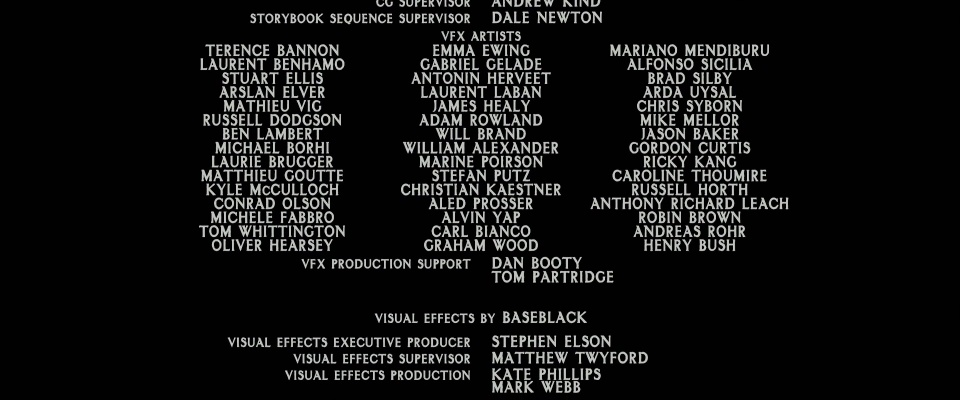 CG SUPERVISOR ANDREW KIND
STORYBOOK SEQUENCE SUPERVISOR DALE NEWTON
VFX ARTISTS
TERENCE BANNON EMMA EWING MARIANO MENDIBURU
LAURENT BENHAMO GABRIEL GELADE ALFONSO SICILIA
STUART ELLIS ANTONIN HERVEET BRAD SILBY
ARSLAN ELVER LAURENT LABAN ARDA UYSAL
MATHIEU VIG JAMES HEALY CHRIS SYBORN
RUSSELL DODGSON ADAM ROWLAND MIKE MELLOR
BEN LAMBERT WILL BRAND JASON BAKER
MICHAEL BORHI WILLIAM ALEXANDER GORDON CURTIS
LAURIE BRUGGER MARINE POIRSON RICKY KANG
MATTHIEU GOUTTE STEFAN PUTZ CAROLINE THOUMIRE
KYLE McCULLOCH CHRISTIAN KAESTNER RUSSELL HORTH
CONRAD OLSON ALED PROSSER ANTHONY RICHARD LEACH
MICHELE FABBRO ALVIN YAP ROBIN BROWN
TOM WHITTINGTON CARL BIANCO ANDREAS ROHR
OLIVER HEARSEY GRAHAM WOOD HENRY BUSH
VFX PRODUCTION SUPPORT DAN BOOTY
TOM PARTRIDGE
VISUAL EFFECTS BY BASEBLACK
VISUAL EFFECTS EXECUTIVE PRODUCER STEPHEN ELSON
VISUAL EFFECTS SUPERVISOR MATTHEW TWYFORD
VISUAL EFFECTS PRODUCTION KATE PHILLIPS
MARK WEBB